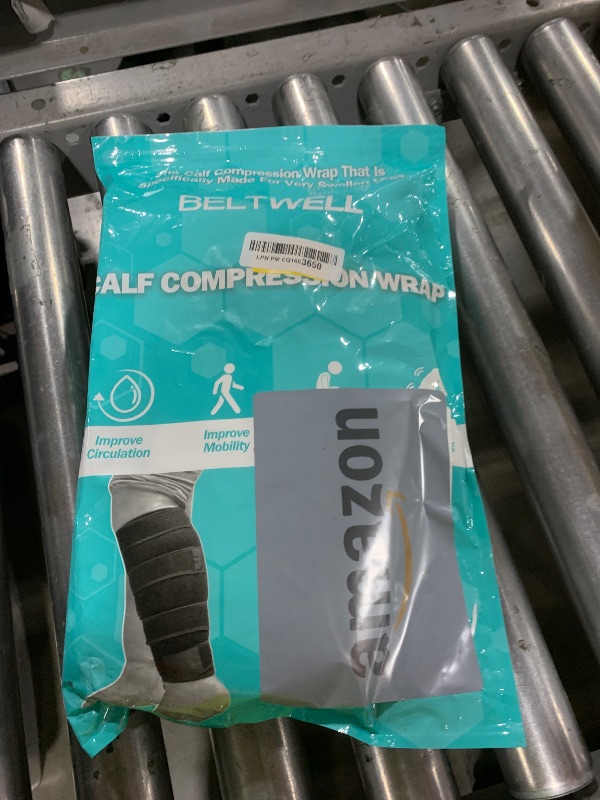 The Calf Compression Wrap That Is
Specifically Made For Very Swollen
BELTWELL
LPN PM EQ1693650
CALF COMPRESSION WRAP
Improve
Circulation
Improve
Mobility
amazon